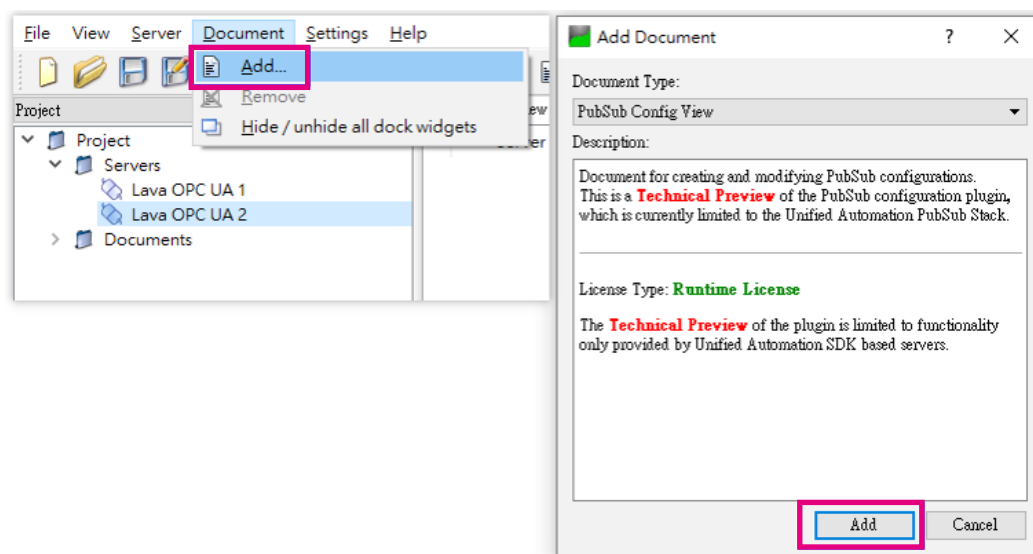 File View Server Document Settings Help
Add...
Remove
Hide / unhide all dock widgets
Project
ew
Server
Project
Servers
Lava OPC UA 1
Lava OPC UA 2
Documents
Add Document ? ×
Document Type:
PubSub Config View
Description:
Document for creating and modifying PubSub configurations.
This is a Technical Preview of the PubSub configuration plugin,
which is currently limited to the Unified Automation PubSub Stack.
License Type: Runtime License
The Technical Preview of the plugin is limited to functionality
only provided by Unified Automation SDK based servers.
Add Cancel